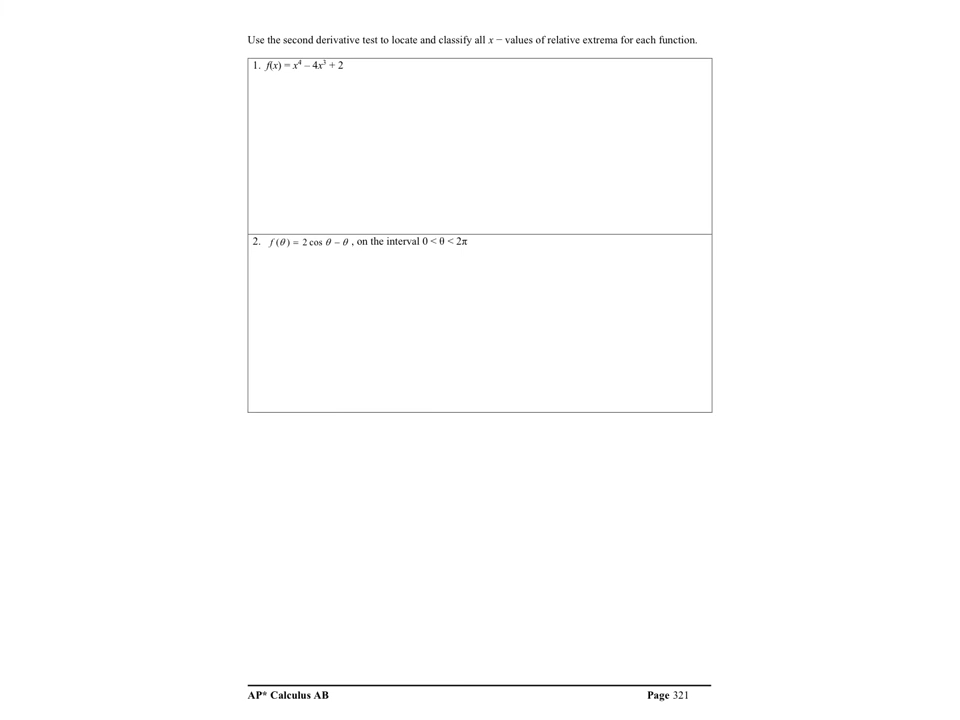 Use the second derivative test to locate and classify all x − values of relative extrema for each function.
1. f(x) = x⁴ – 4x³ + 2
2. f (θ) = 2 cos θ − θ , on the interval 0 < θ < 2π
AP* Calculus AB Page 321